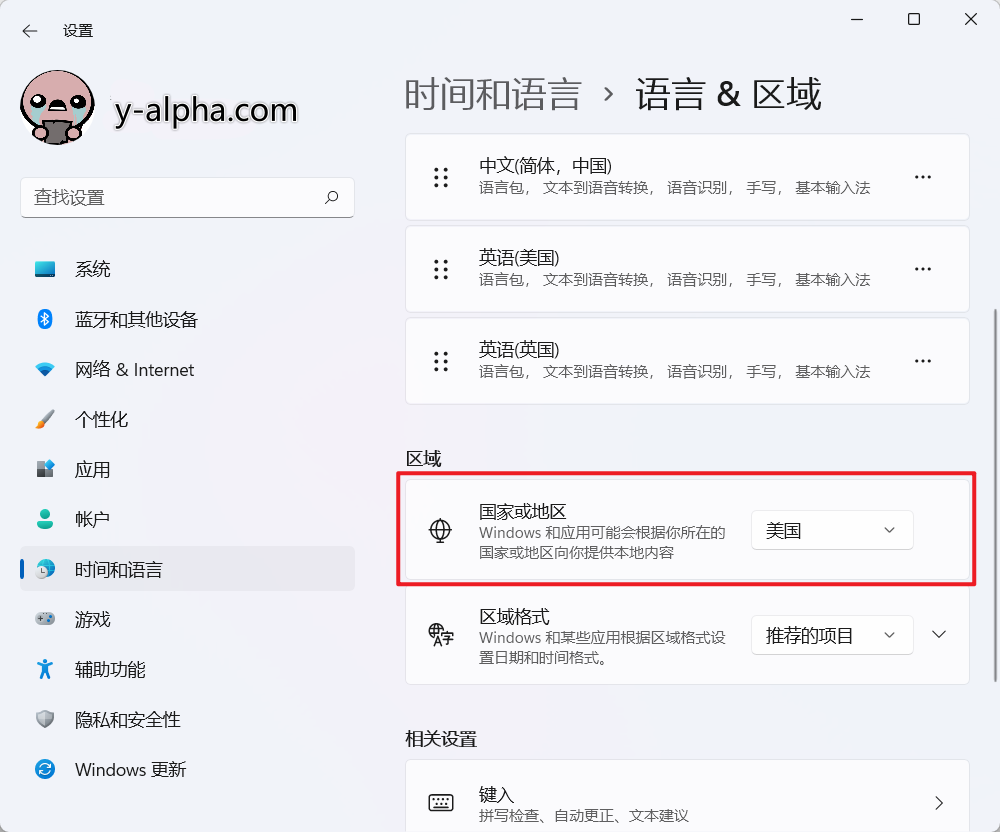 设置
y-alpha.com
查找设置
系统
蓝牙和其他设备
网络 & Internet
个性化
应用
帐户
时间和语言
游戏
辅助功能
隐私和安全性
Windows 更新
时间和语言 › 语言 & 区域
中文(简体，中国)
语言包， 文本到语音转换， 语音识别， 手写， 基本输入法
英语(美国)
语言包， 文本到语音转换， 语音识别， 手写， 基本输入法
英语(英国)
语言包， 文本到语音转换， 语音识别， 手写， 基本输入法
区域
国家或地区
Windows 和应用可能会根据你所在的
国家或地区向你提供本地内容
美国
区域格式
Windows 和某些应用根据区域格式设
置日期和时间格式。
推荐的项目
相关设置
键入
拼写检查、自动更正、文本建议